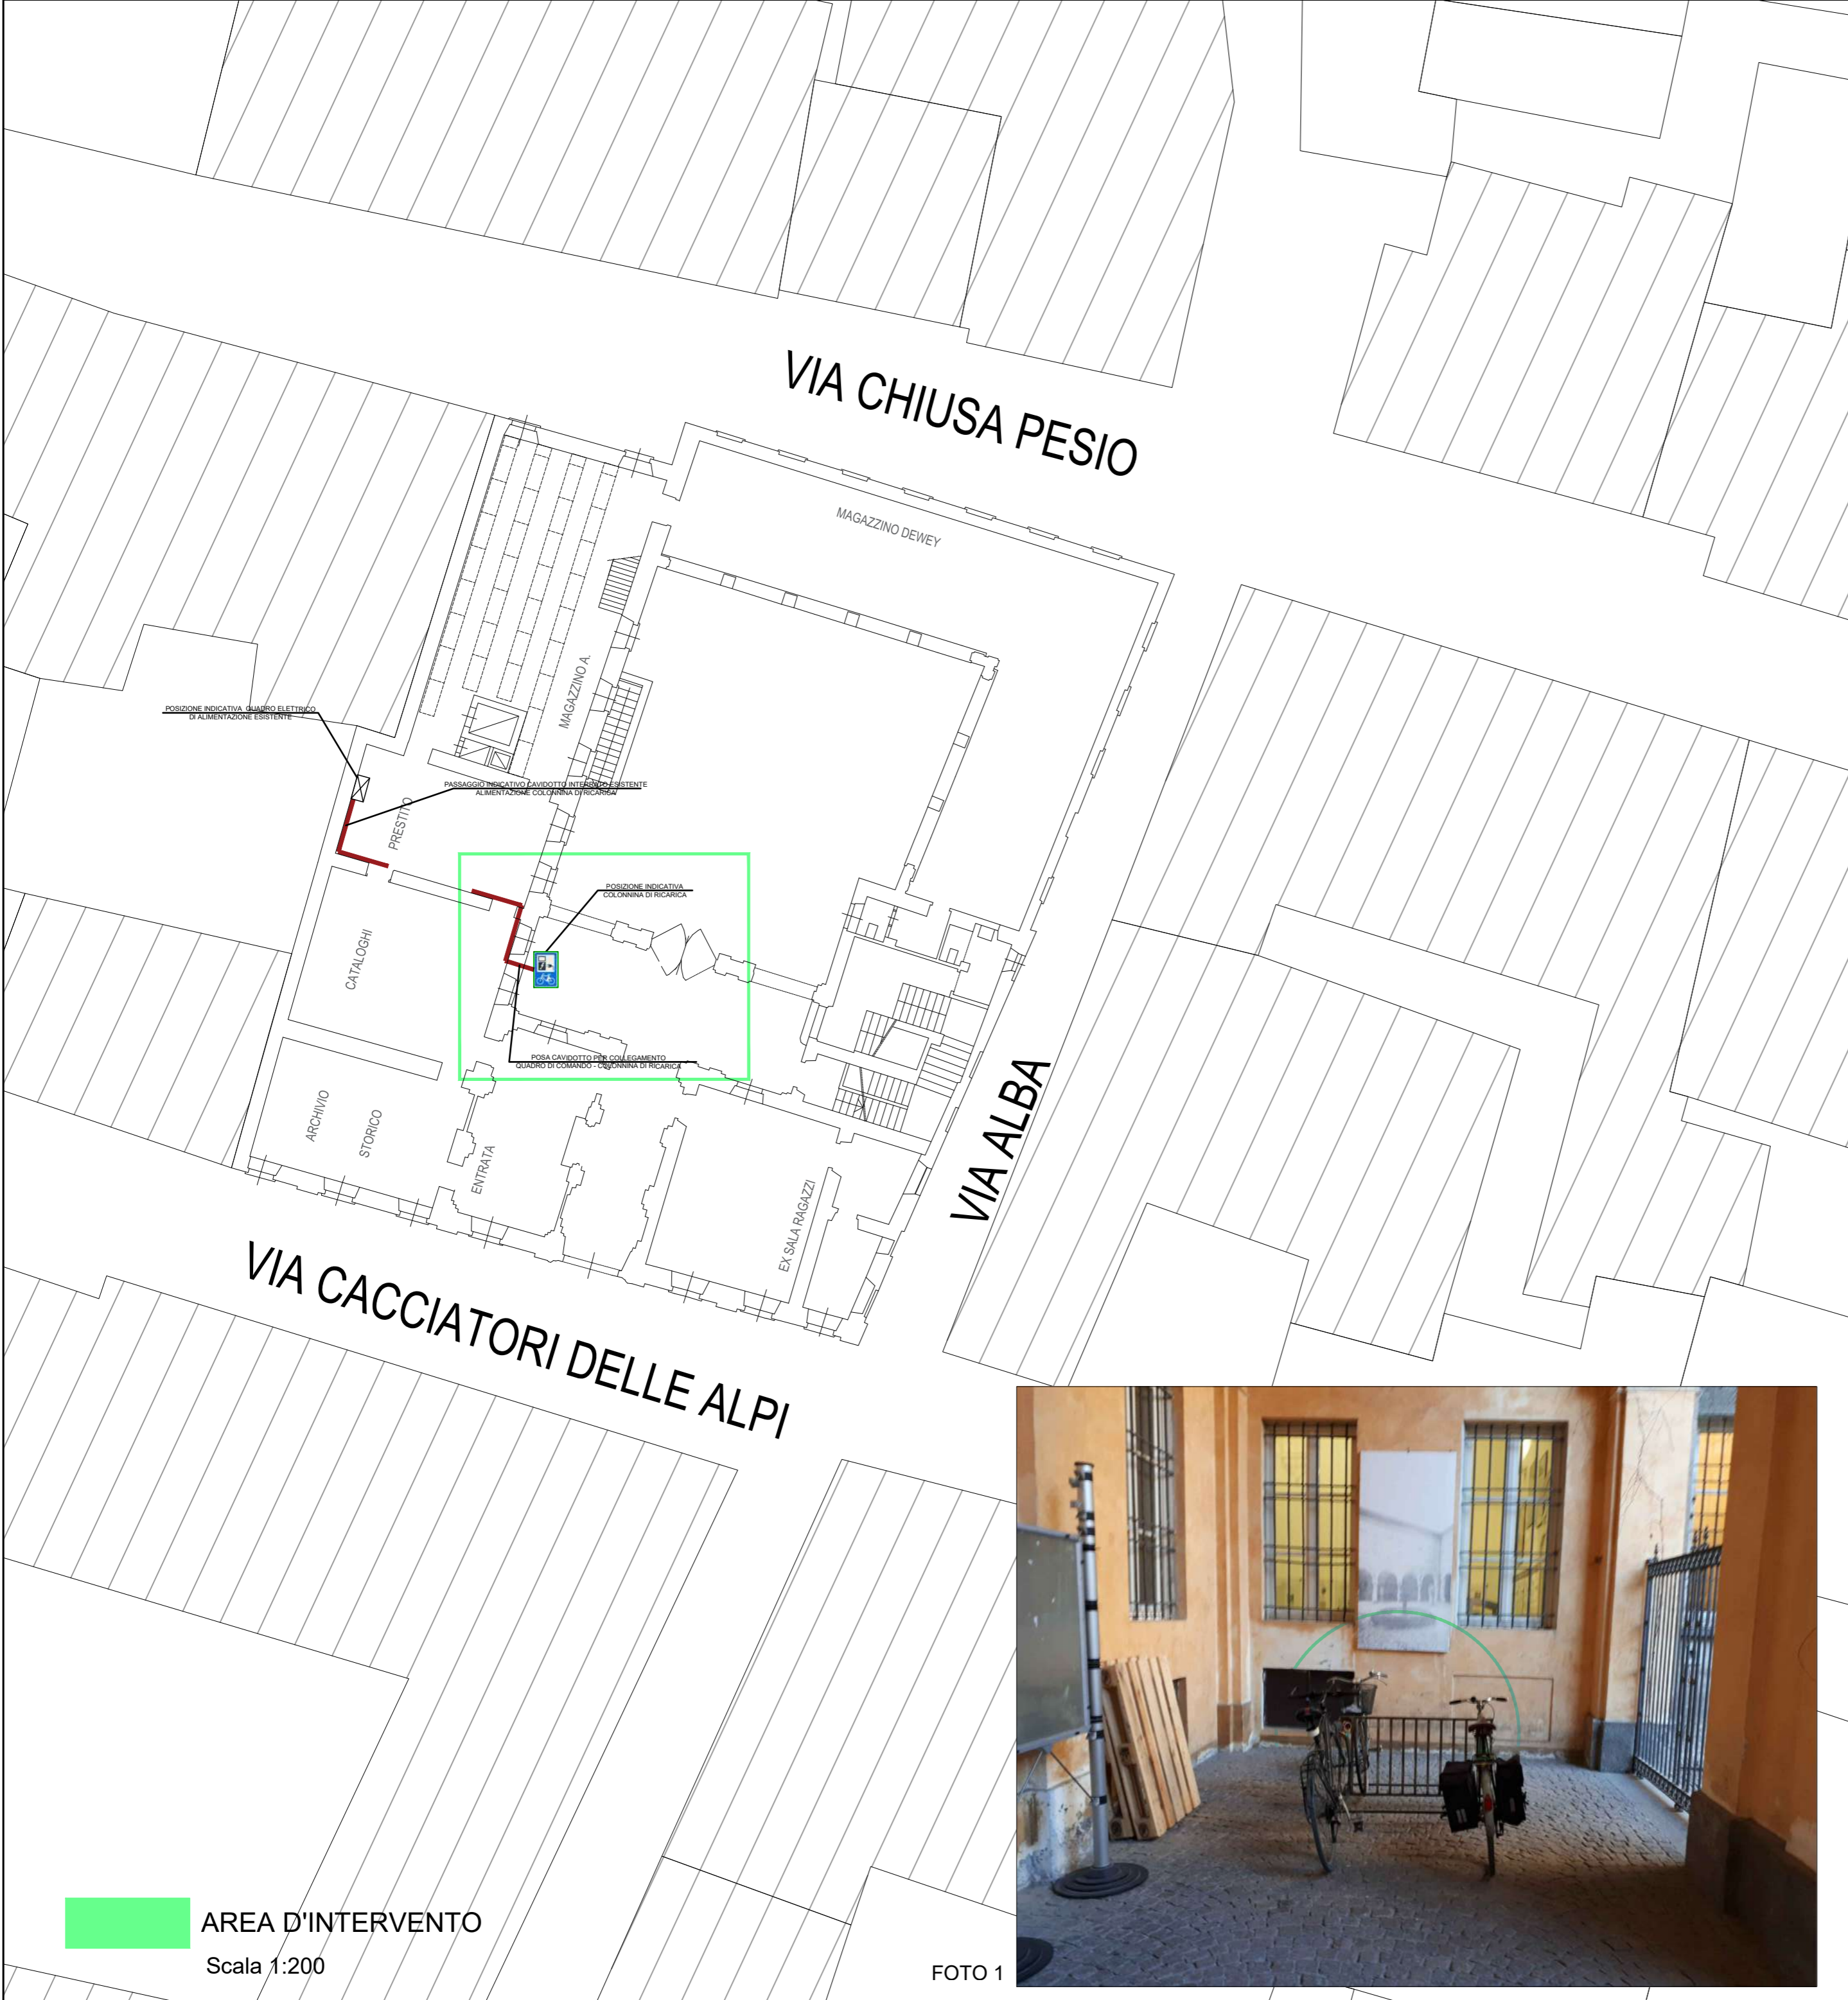 VIA CHIUSA PESIO
MAGAZZINO DEWEY
MAGAZZINO A.
POSIZIONE INDICATIVA QUADRO ELETTRICO
DI ALIMENTAZIONE ESISTENTE
PASSAGGIO INDICATIVO CAVIDOTTO INTERRATO ESISTENTE
ALIMENTAZIONE COLONNINA DI RICARICA
PRESTITO
POSIZIONE INDICATIVA
COLONNINA DI RICARICA
CATALOGHI
POSA CAVIDOTTO PER COLLEGAMENTO
QUADRO DI COMANDO - COLONNINA DI RICARICA
ARCHIVIO
STORICO
ENTRATA
EX SALA RAGAZZI
VIA ALBA
VIA CACCIATORI DELLE ALPI
AREA D'INTERVENTO
Scala 1:200
FOTO 1